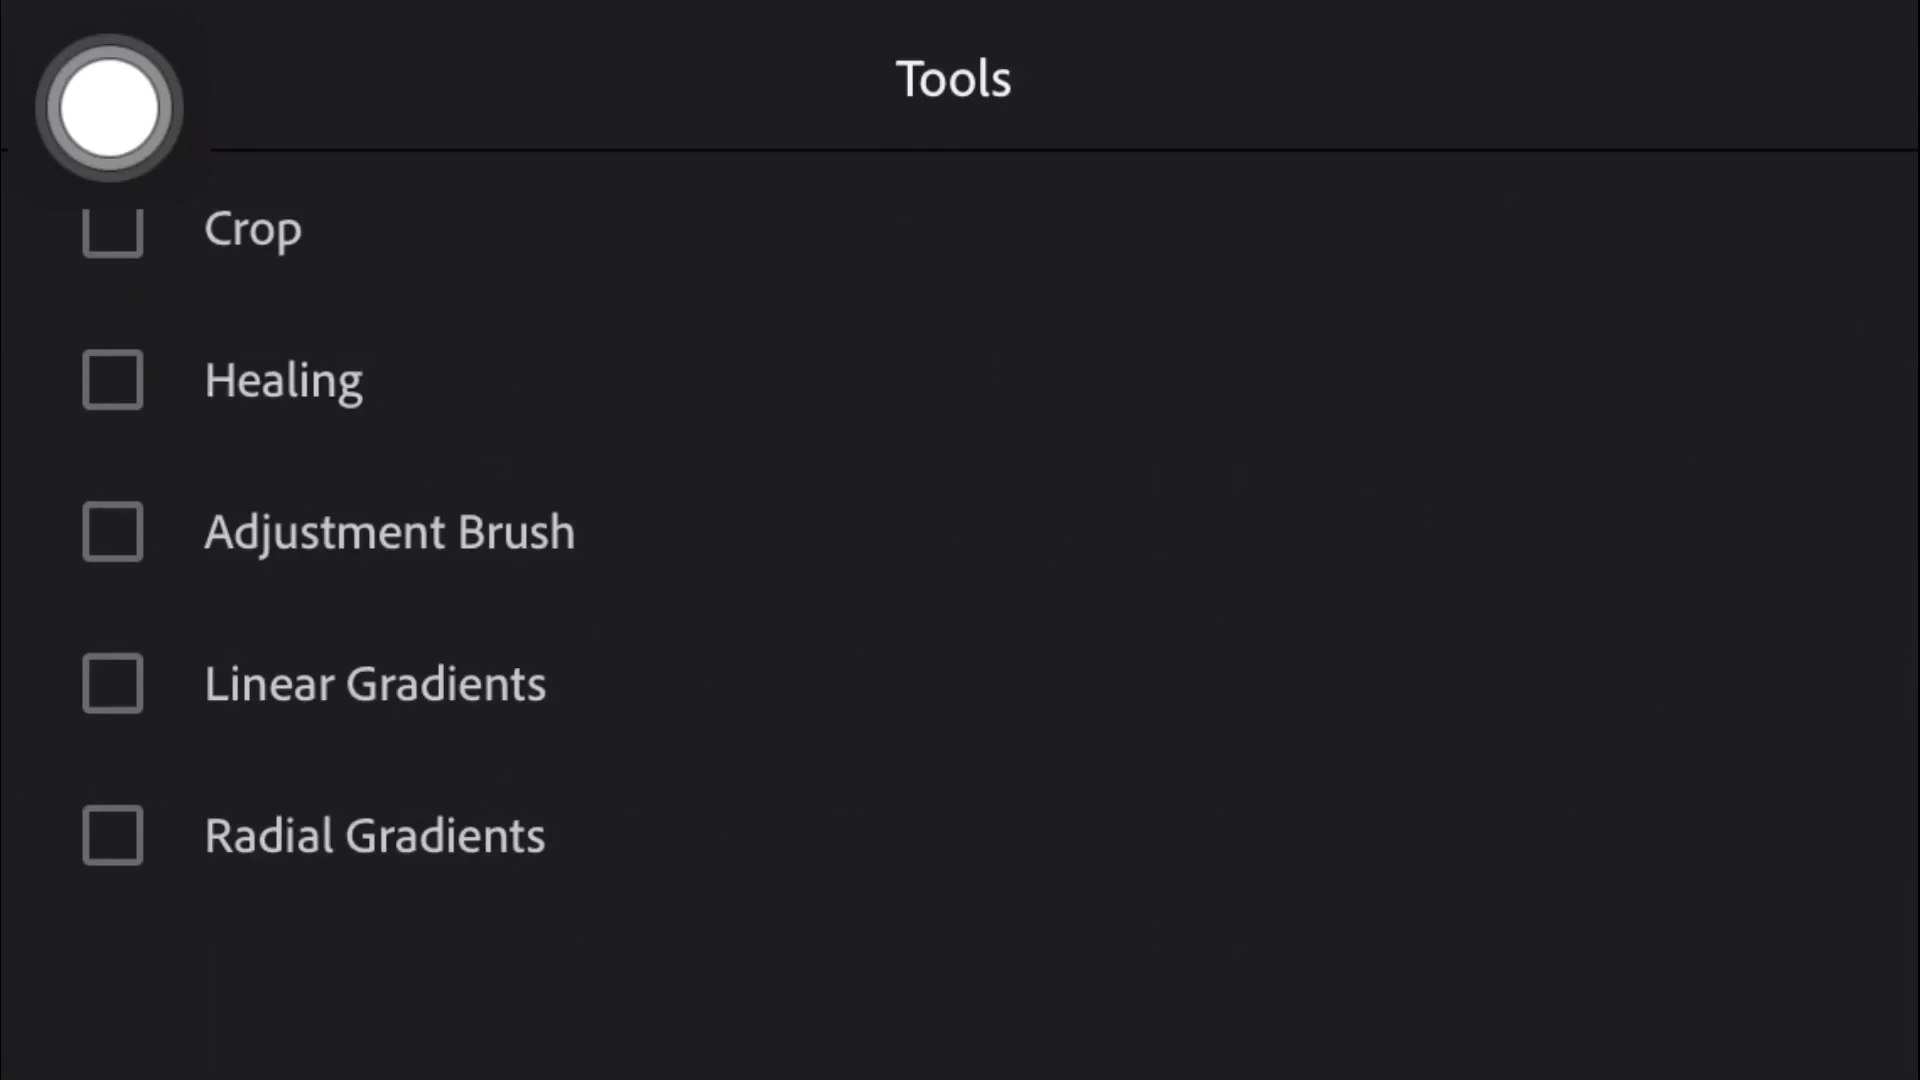 Tools
Crop
Healing
Adjustment Brush
Linear Gradients
Radial Gradients